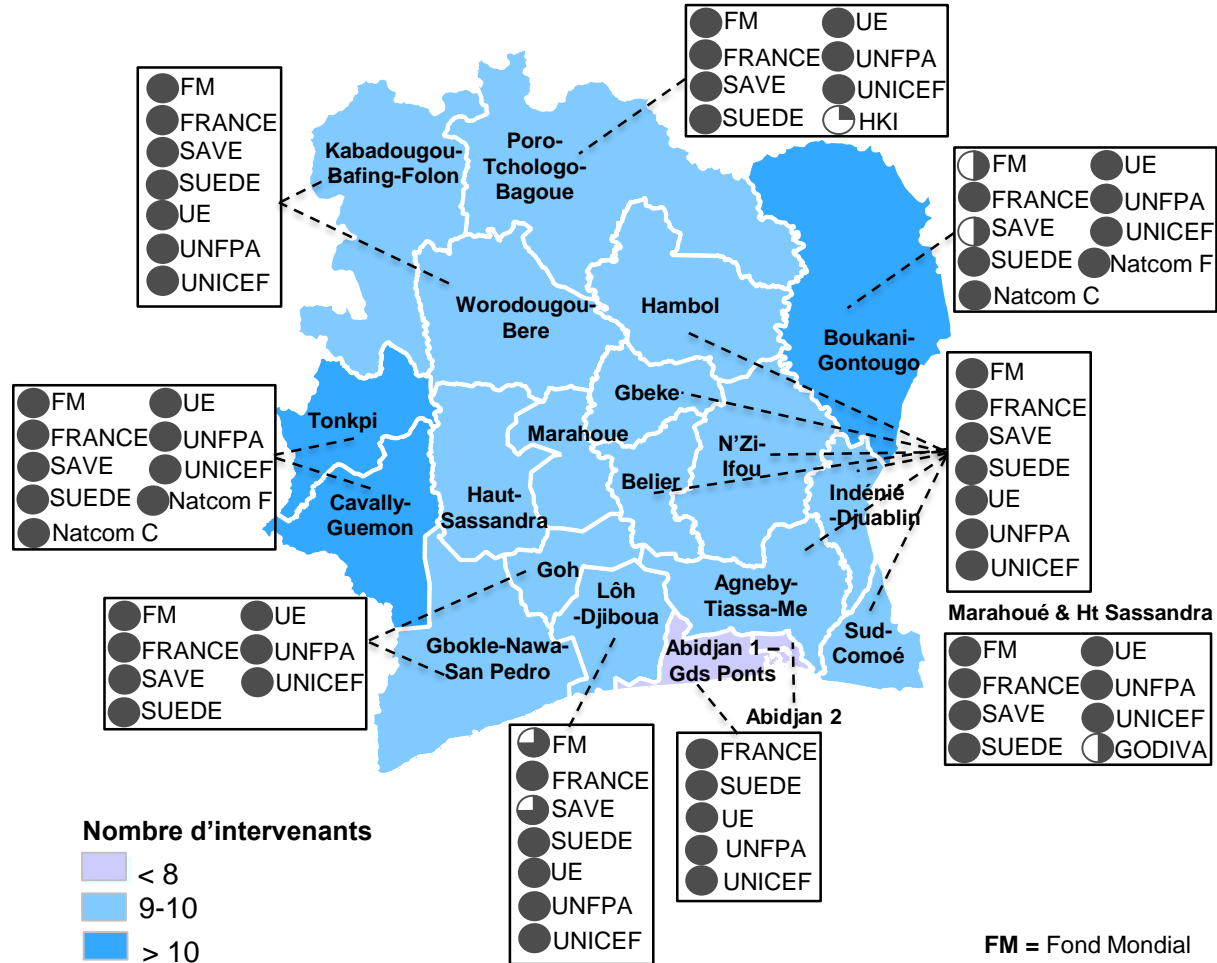 FM UE
FRANCE UNFPA
SAVE UNICEF
SUEDE HKI
FM
FRANCE
SAVE
SUEDE
UE
UNFPA
UNICEF
Kabadougou-
Bafing-Folon
Poro-
Tchologo-
Bagoue
FM UE
FRANCE UNFPA
SAVE UNICEF
SUEDE Natcom F
Natcom C
Worodougou-
Bere
Hambol
Boukani-
Gontougo
FM UE
FRANCE UNFPA
SAVE UNICEF
SUEDE Natcom F
Natcom C
Tonkpi
Cavally-
Guemon
Gbeke
Marahoue
Haut-
Sassandra
Belier
N'Zi-
Ifou
Indénié
-Djuablin
FM
FRANCE
SAVE
SUEDE
UE
UNFPA
UNICEF
Goh
Lôh
-Djiboua
Agneby-
Tiassa-Me
Gbokle-Nawa-
San Pedro
Abidjan 1
Gds Ponts
Sud-
Comoé
Abidjan 2
FM UE
FRANCE UNFPA
SAVE UNICEF
SUEDE
Marahoué & Ht Sassandra
FM UE
FRANCE UNFPA
SAVE UNICEF
SUEDE GODIVA
FM
FRANCE
SAVE
SUEDE
UE
UNFPA
UNICEF
FRANCE
SUEDE
UE
UNFPA
UNICEF
Nombre d'intervenants
< 8
9-10
> 10
FM = Fond Mondial